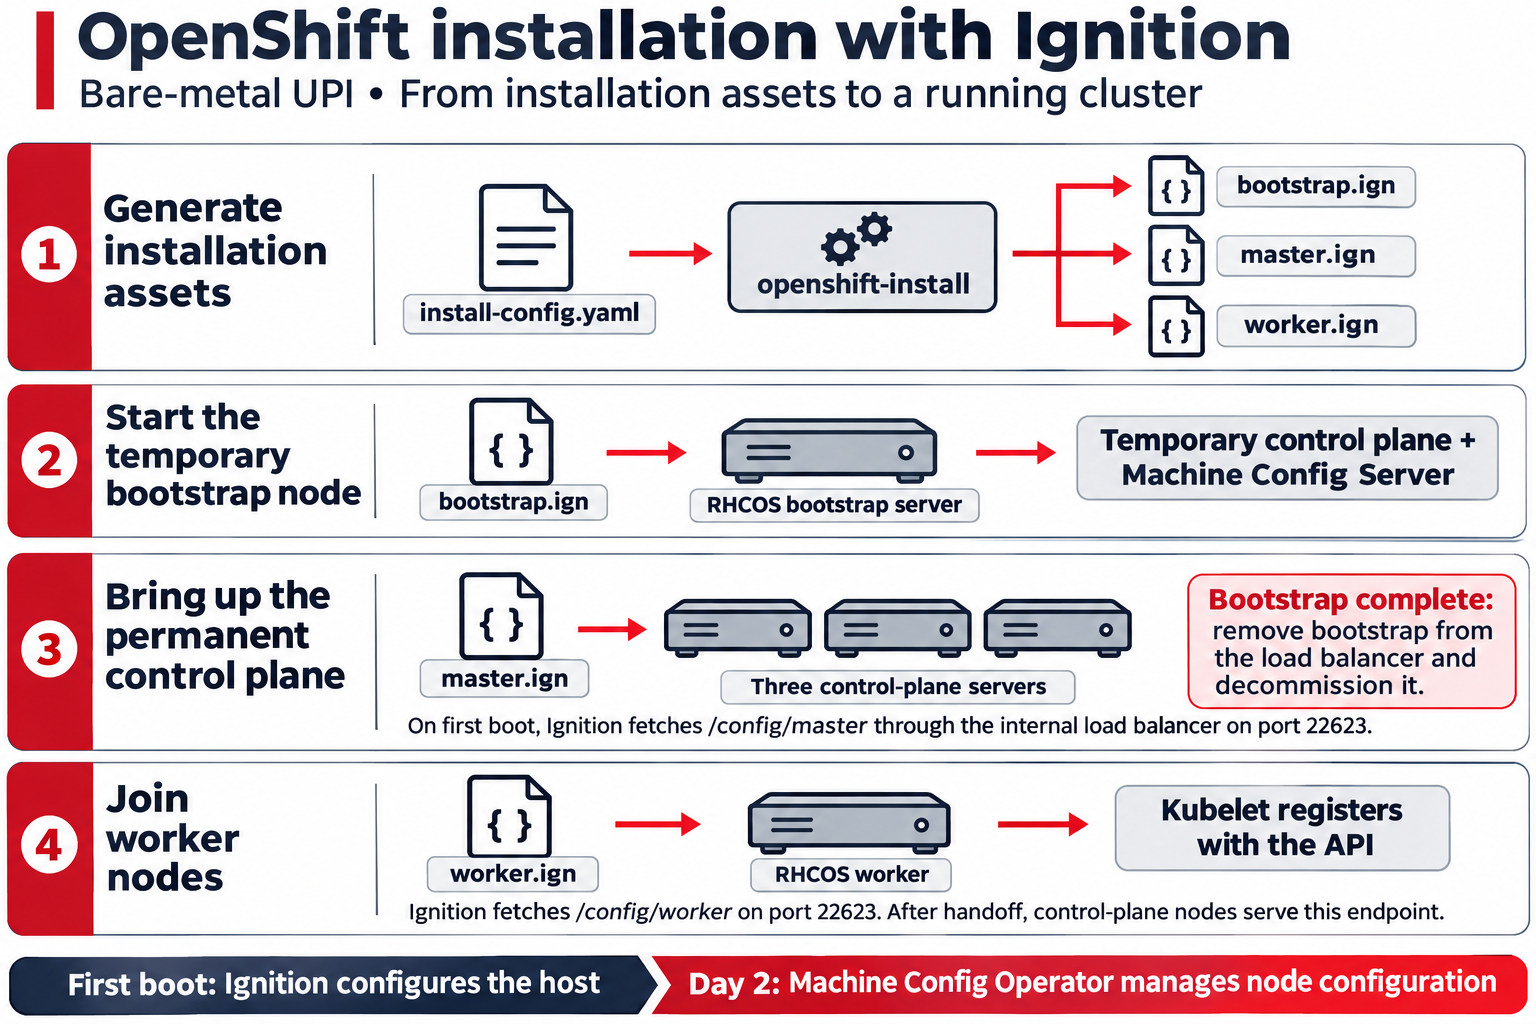 OpenShift installation with Ignition
Bare-metal UPI • From installation assets to a running cluster
1
Generate
installation
assets
install-config.yaml
openshift-install
{ }
bootstrap.ign
{ }
master.ign
{ }
worker.ign
2
Start the
temporary
bootstrap node
{ }
bootstrap.ign
RHCOS bootstrap server
Temporary control plane +
Machine Config Server
3
Bring up the
permanent
control plane
{ }
master.ign
Three control-plane servers
Bootstrap complete:
remove bootstrap from
the load balancer and
decommission it.
On first boot, Ignition fetches /config/master through the internal load balancer on port 22623.
4
Join
worker
nodes
{ }
worker.ign
RHCOS worker
Kubelet registers
with the API
Ignition fetches /config/worker on port 22623. After handoff, control-plane nodes serve this endpoint.
First boot: Ignition configures the host
Day 2: Machine Config Operator manages node configuration